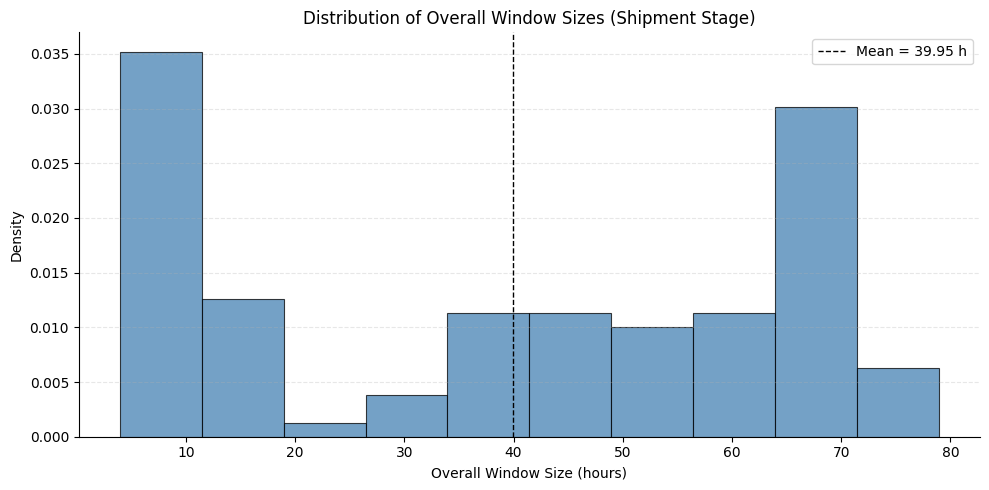 Distribution of Overall Window Sizes (Shipment Stage)
Mean = 39.95 h
Density
0.035
0.030
0.025
0.020
0.015
0.010
0.005
0.000
10 20 30 40 50 60 70 80
Overall Window Size (hours)